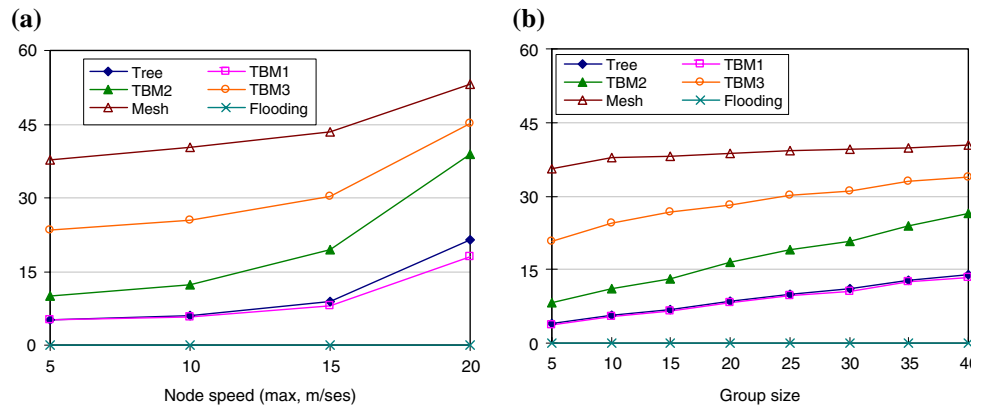 (a)
60
45
30
15
0
5 10 15 20
Node speed (max, m/ses)
Tree TBM1
TBM2 TBM3
Mesh Flooding
(b)
60
45
30
15
0
5 10 15 20 25 30 35 40
Group size
Tree TBM1
TBM2 TBM3
Mesh Flooding